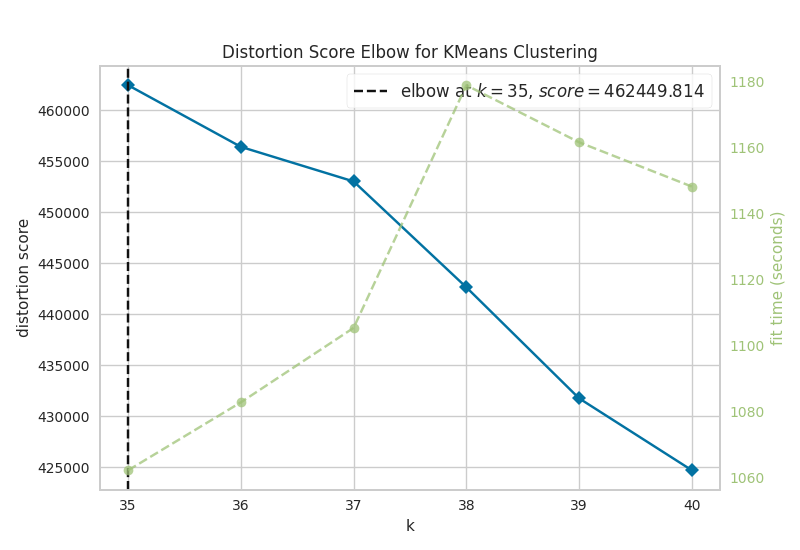 Distortion Score Elbow for KMeans Clustering
elbow at k = 35, score = 462449.814
distortion score
460000
455000
450000
445000
440000
435000
430000
425000
1180
1160
1140
1120
1100
1080
1060
fit time (seconds)
35 36 37 38 39 40
k